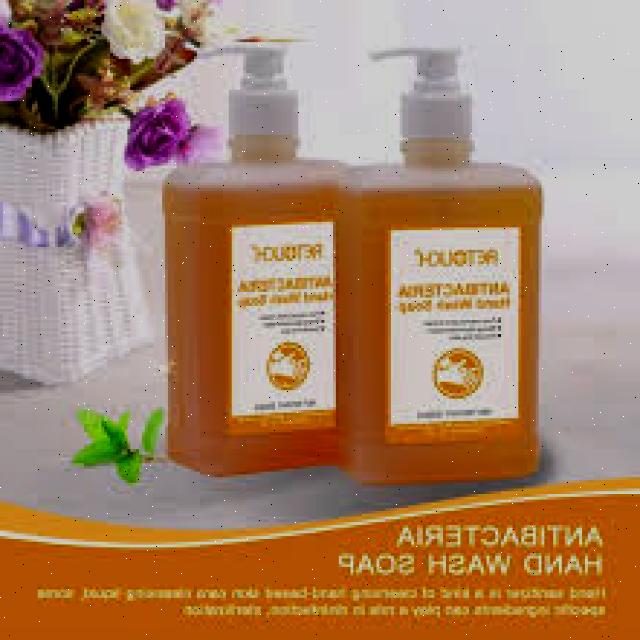 RETOUCH
ANTIBACTERIA
Hand Wash Soap
RETOUCH
ANTIBACTERIA
Hand Wash Soap
ANTIBACTERIA
HAND WASH SOAP
Hand sanitizer is a kind of cleansing hand-based skin care cleansing liquid, some
specific ingredients can play a role in disinfection, sterilization